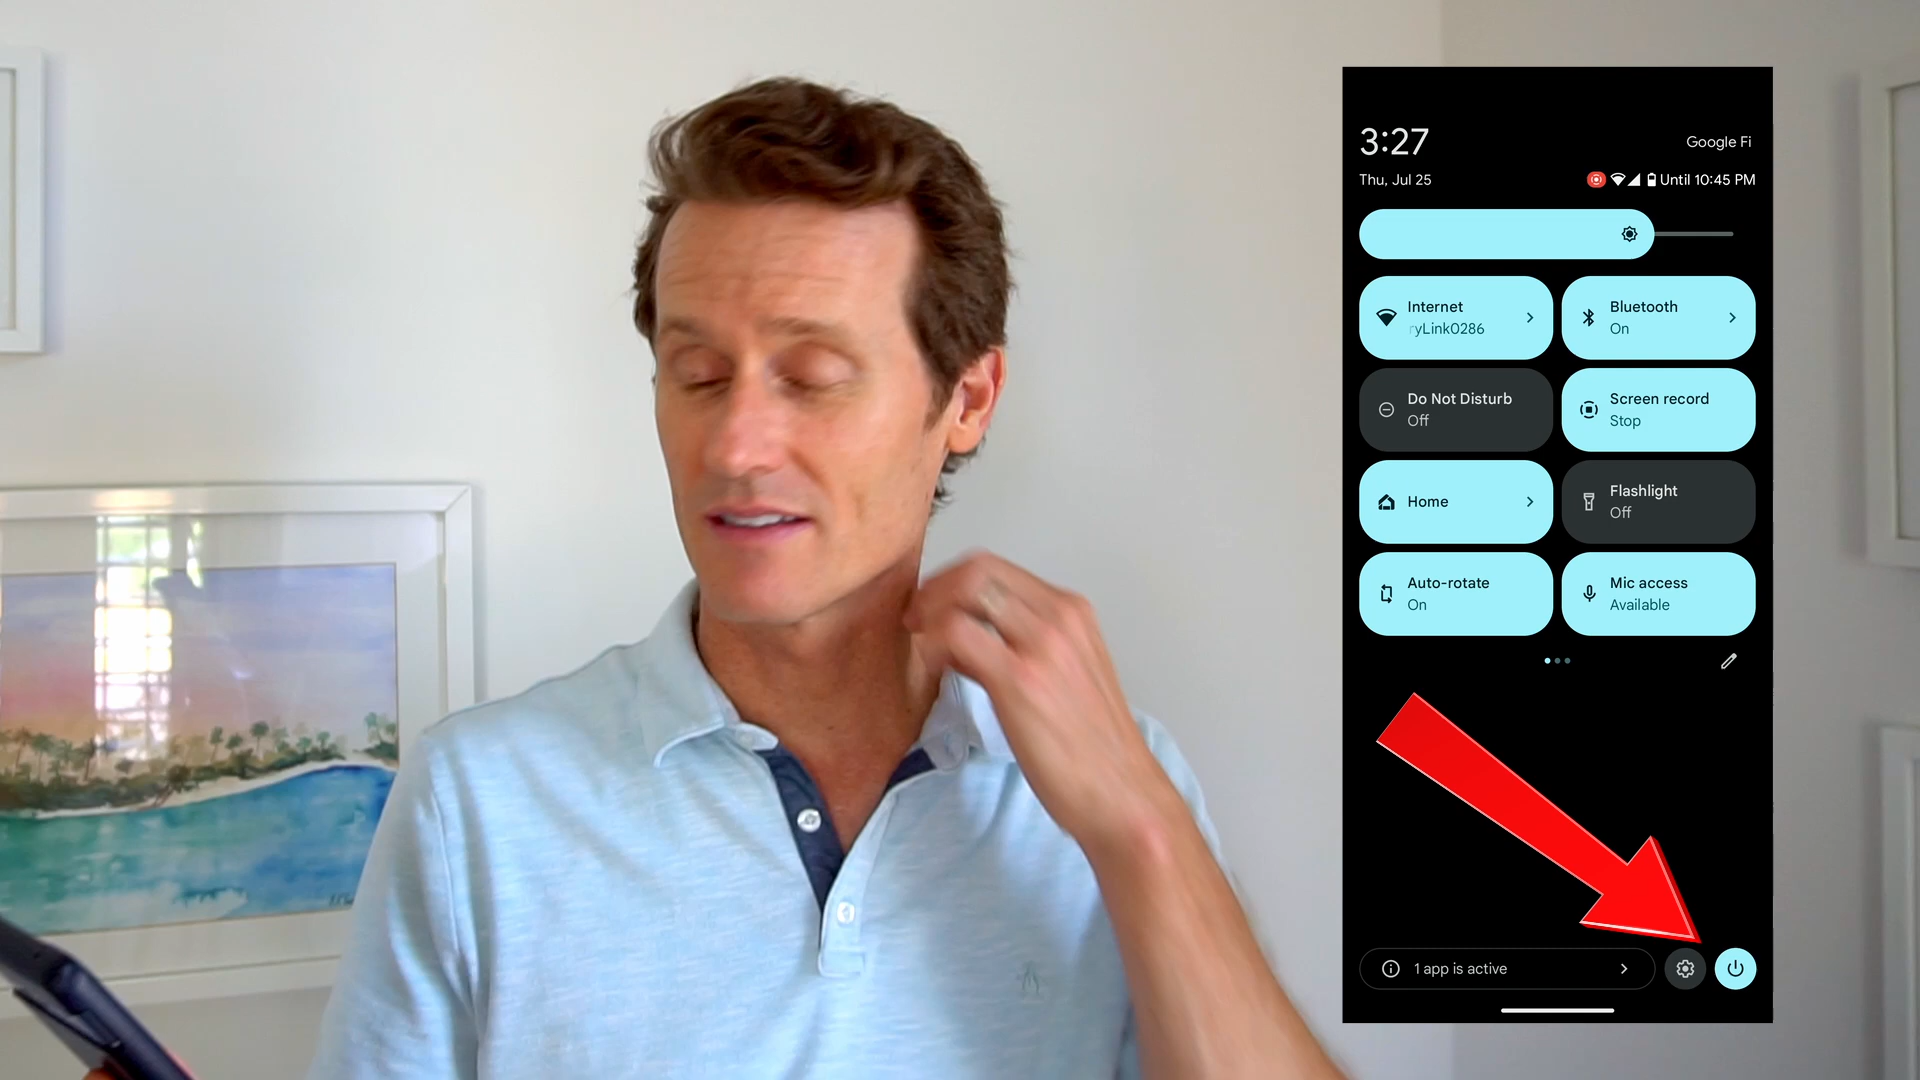 3:27
Google Fi
Thu, Jul 25
Until 10:45 PM
Internet
ryLink0286
Bluetooth
On
Do Not Disturb
Off
Screen record
Stop
Home
Flashlight
Off
Auto-rotate
On
Mic access
Available
1 app is active